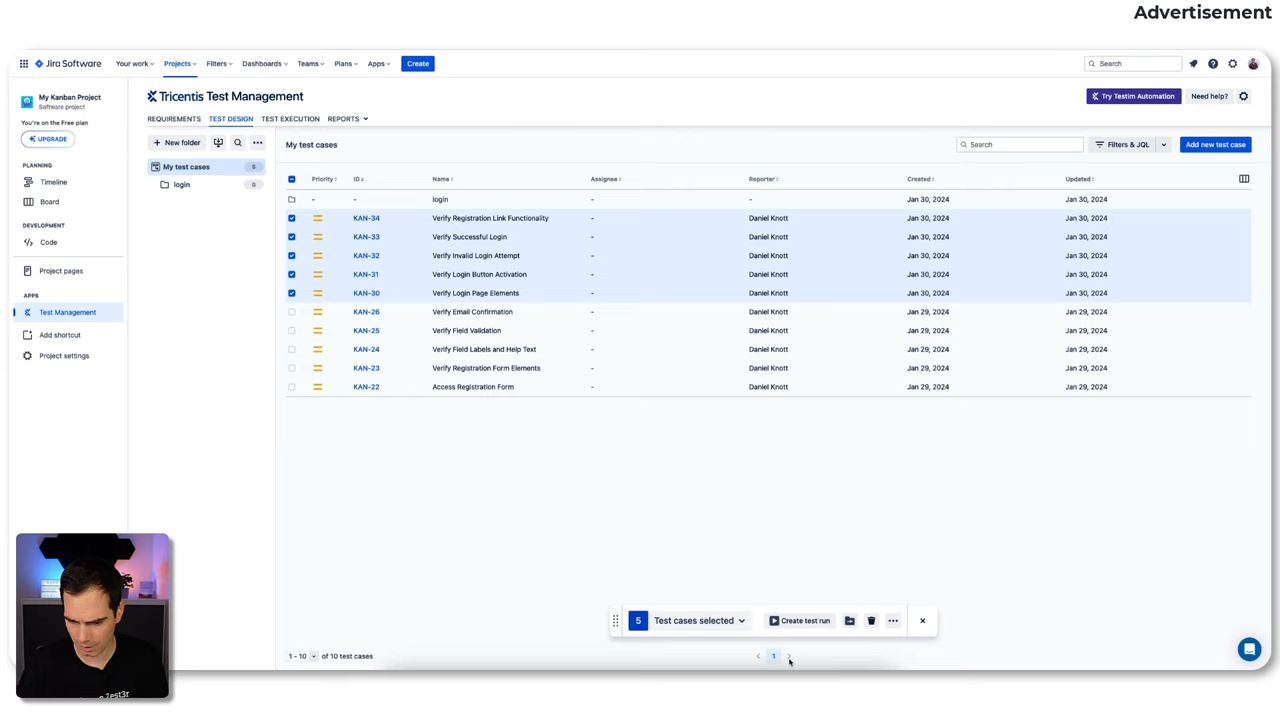 Advertisement
Jira Software Your work Projects Filters Dashboards Teams Plans Apps Create Search
My Kanban Project
Software project
You're on the Free plan
UPGRADE
PLANNING
Timeline
Board
DEVELOPMENT
Code
Project pages
APPS
Test Management
Add shortcut
Project settings
Tricentis Test Management Try Testim Automation Need help?
REQUIREMENTS TEST DESIGN TEST EXECUTION REPORTS
New folder
My test cases 5
login 0
My test cases Search Filters & JQL Add new test case
Priority ID Name Assignee Reporter Created Updated
- - login - - Jan 30, 2024 Jan 30, 2024
KAN-34 Verify Registration Link Functionality - Daniel Knott Jan 30, 2024 Jan 30, 2024
KAN-33 Verify Successful Login - Daniel Knott Jan 30, 2024 Jan 30, 2024
KAN-32 Verify Invalid Login Attempt - Daniel Knott Jan 30, 2024 Jan 30, 2024
KAN-31 Verify Login Button Activation - Daniel Knott Jan 30, 2024 Jan 30, 2024
KAN-30 Verify Login Page Elements - Daniel Knott Jan 30, 2024 Jan 30, 2024
KAN-26 Verify Email Confirmation - Daniel Knott Jan 29, 2024 Jan 29, 2024
KAN-25 Verify Field Validation - Daniel Knott Jan 29, 2024 Jan 29, 2024
KAN-24 Verify Field Labels and Help Text - Daniel Knott Jan 29, 2024 Jan 29, 2024
KAN-23 Verify Registration Form Elements - Daniel Knott Jan 29, 2024 Jan 29, 2024
KAN-22 Access Registration Form - Daniel Knott Jan 29, 2024 Jan 29, 2024
5 Test cases selected Create test run
1 - 10 of 10 test cases 1